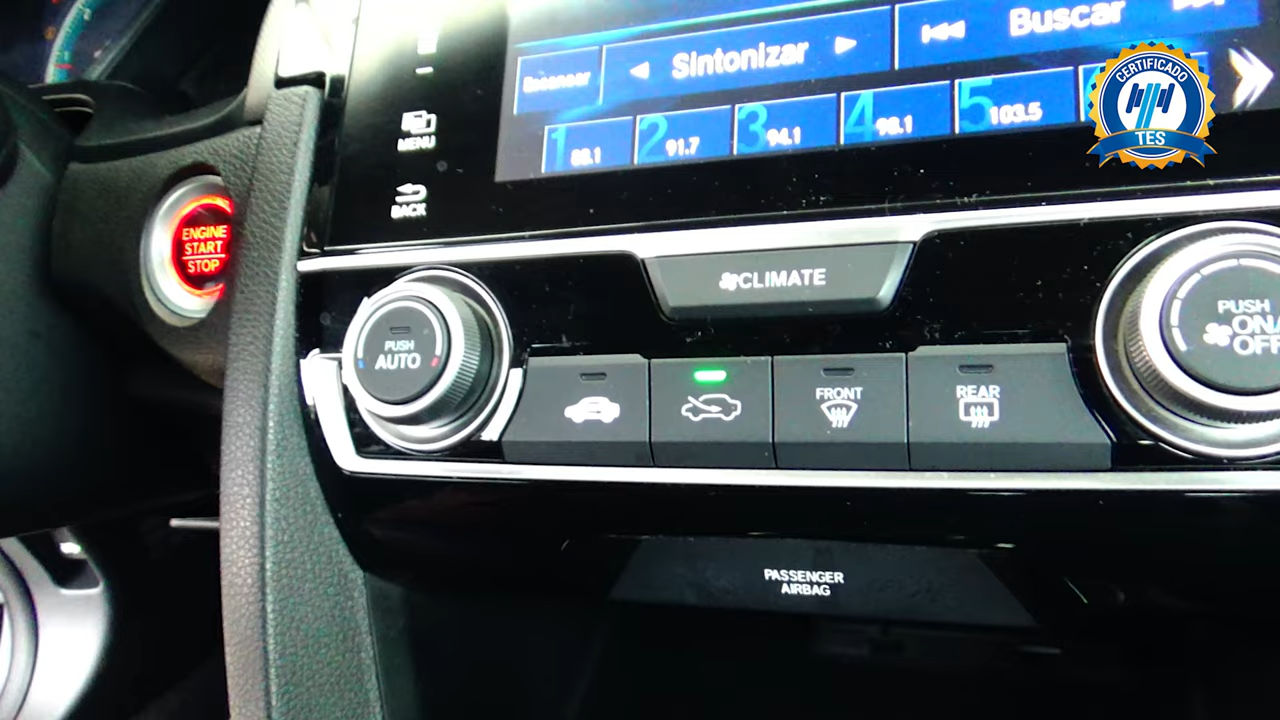 Buscar
Sintonizar
Escanear
1 88.1
2 91.7
3 94.1
4 98.1
5 103.5
CERTIFICADO
TES
MENU
BACK
ENGINE
START
STOP
CLIMATE
PUSH
AUTO
PUSH
ON/
OFF
FRONT
REAR
PASSENGER
AIRBAG